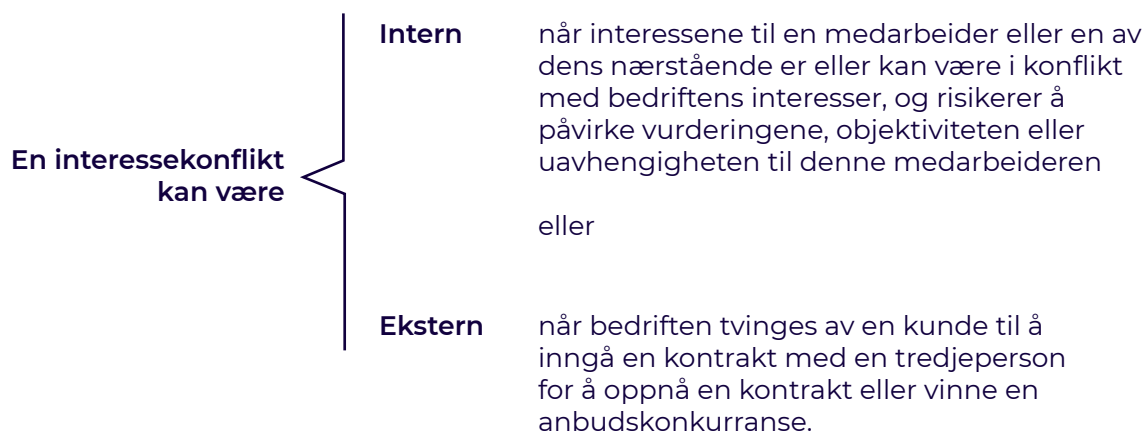 En interessekonflikt
kan være
Intern
når interessene til en medarbeider eller en av
dens nærstående er eller kan være i konflikt
med bedriftens interesser, og risikerer å
påvirke vurderingene, objektiviteten eller
uavhengigheten til denne medarbeideren
eller
Ekstern
når bedriften tvinges av en kunde til å
inngå en kontrakt med en tredjeperson
for å oppnå en kontrakt eller vinne en
anbudskonkurranse.